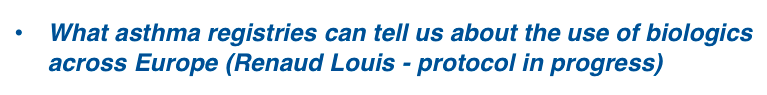 • What asthma registries can tell us about the use of biologics
across Europe (Renaud Louis - protocol in progress)